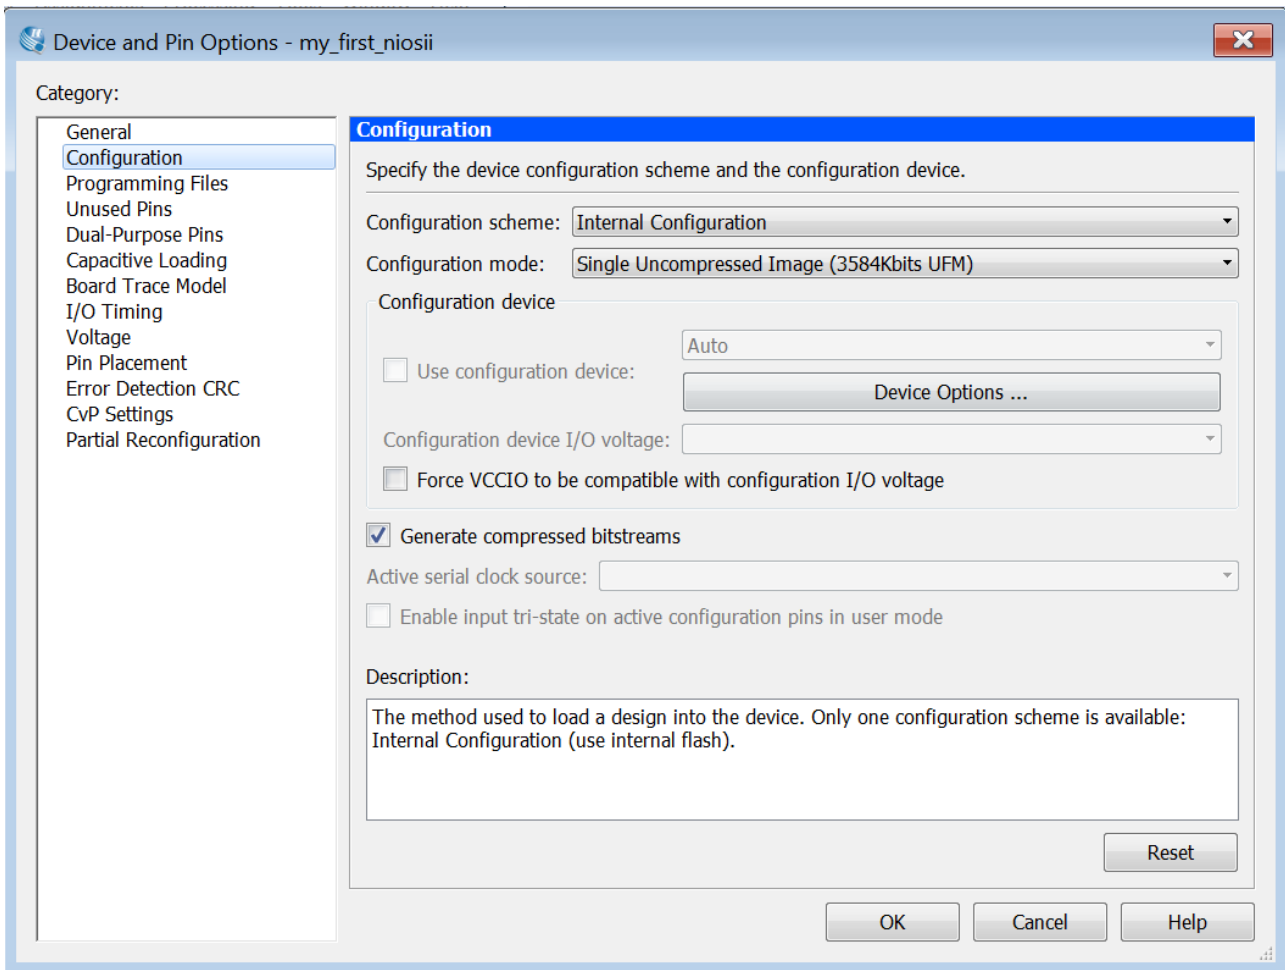 Device and Pin Options - my_first_niosii
Category:
General
Configuration
Programming Files
Unused Pins
Dual-Purpose Pins
Capacitive Loading
Board Trace Model
I/O Timing
Voltage
Pin Placement
Error Detection CRC
CvP Settings
Partial Reconfiguration
Configuration
Specify the device configuration scheme and the configuration device.
Configuration scheme: Internal Configuration
Configuration mode: Single Uncompressed Image (3584Kbits UFM)
Configuration device
Auto
Use configuration device:
Device Options ...
Configuration device I/O voltage:
Force VCCIO to be compatible with configuration I/O voltage
Generate compressed bitstreams
Active serial clock source:
Enable input tri-state on active configuration pins in user mode
Description:
The method used to load a design into the device. Only one configuration scheme is available:
Internal Configuration (use internal flash).
Reset
OK Cancel Help